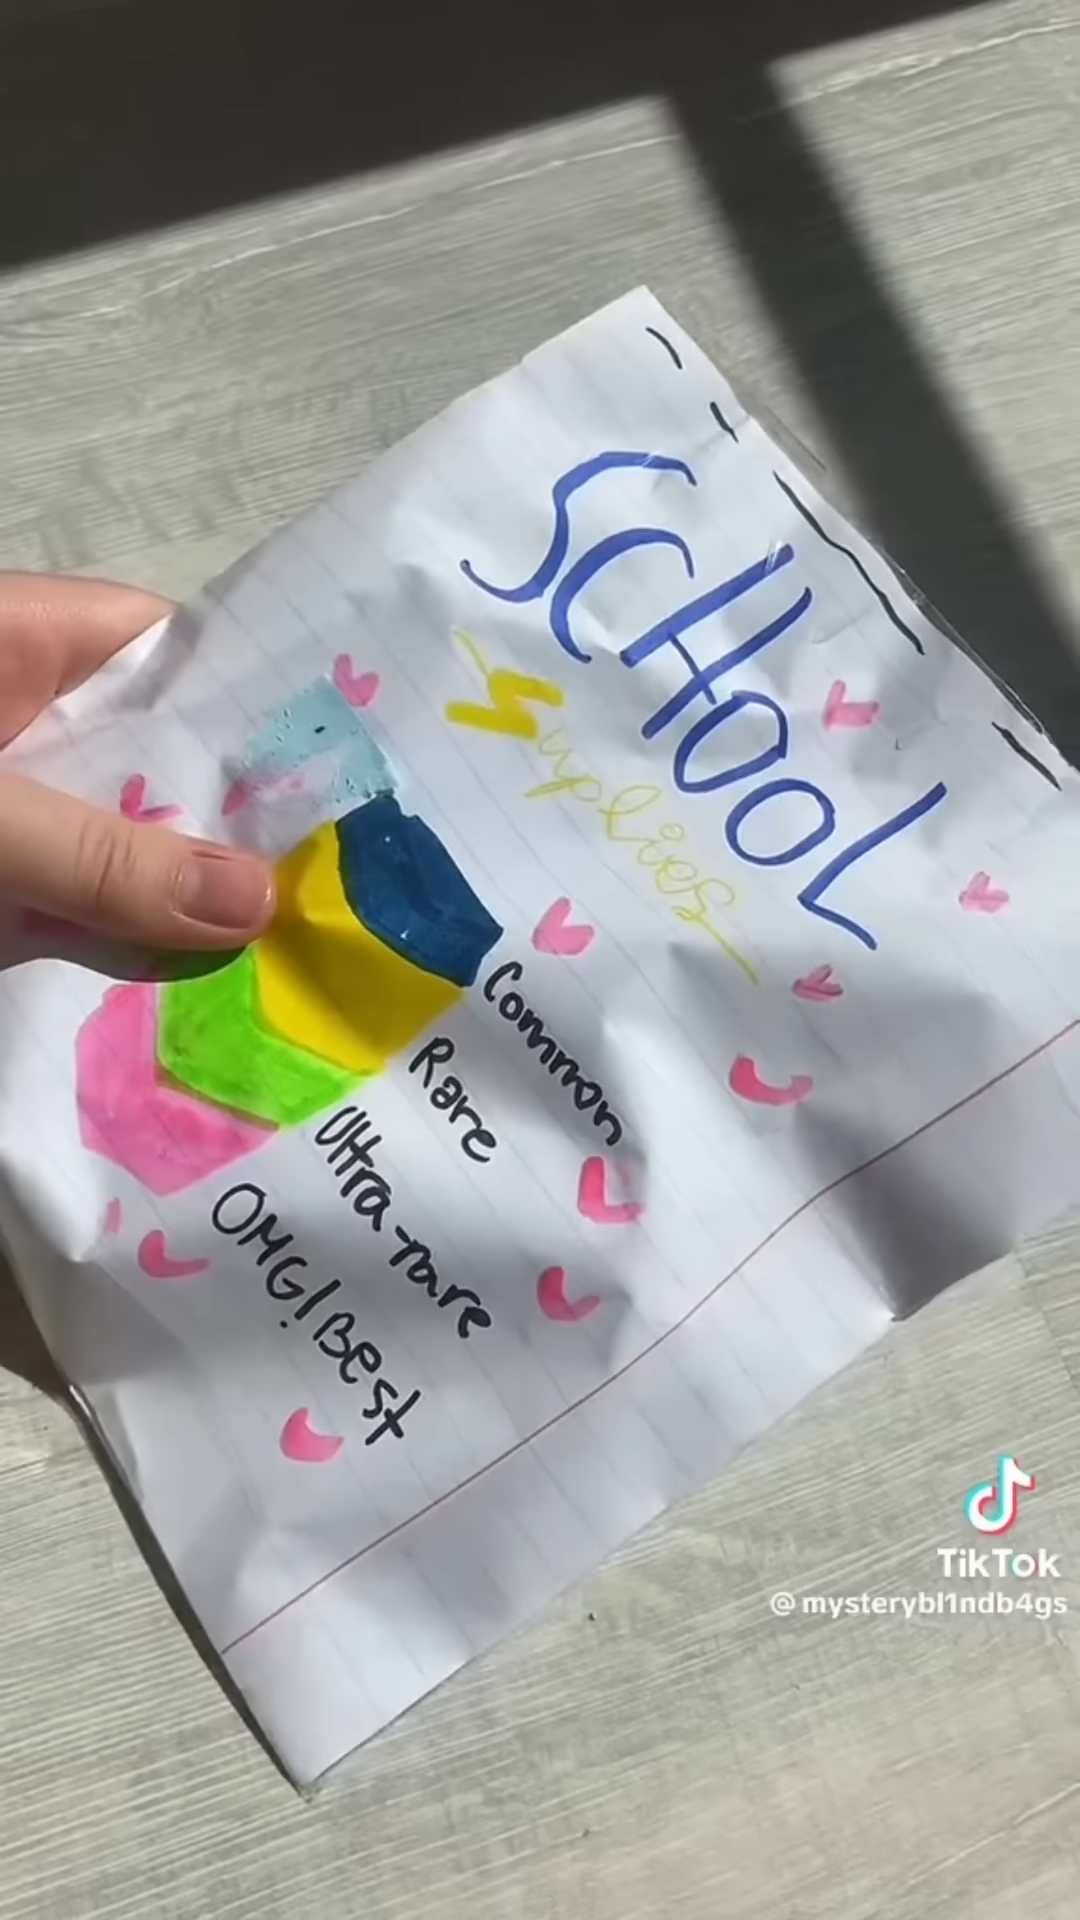 SCHOOL
Supplies
Common
Rare
Ultra-rare
OMG! Best
TikTok
@mysterybl1ndb4gs